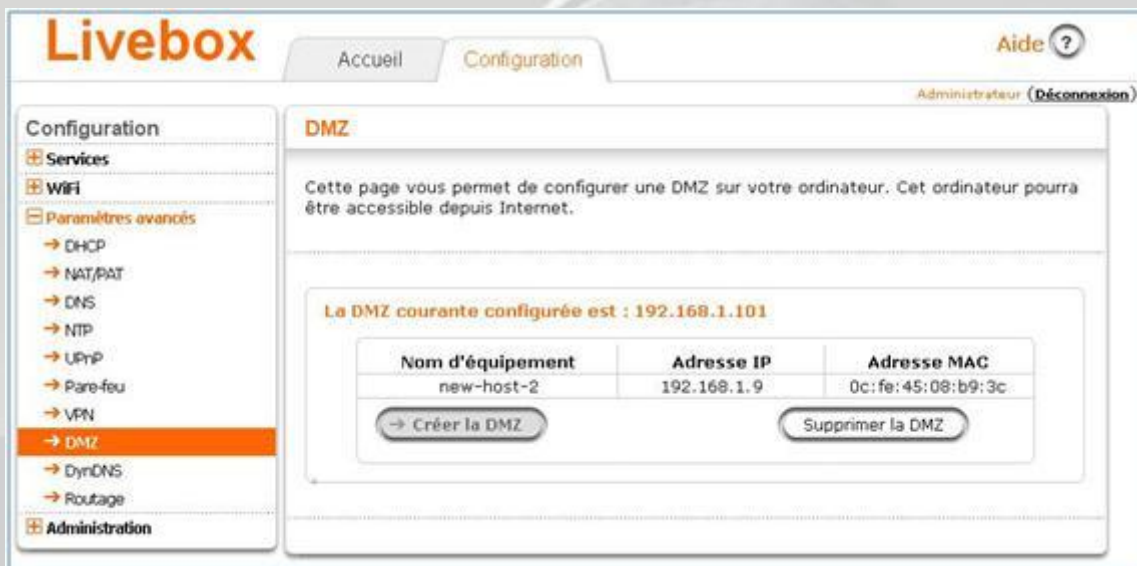 Livebox
Accueil
Configuration
Aide ?
Administrateur (Déconnexion)
Configuration
Services
WiFi
Paramètres avancés
DHCP
NAT/PAT
DNS
NTP
UPnP
Pare-feu
VPN
DMZ
DynDNS
Routage
Administration
DMZ
Cette page vous permet de configurer une DMZ sur votre ordinateur. Cet ordinateur pourra
être accessible depuis Internet.
La DMZ courante configurée est : 192.168.1.101
Nom d'équipement Adresse IP Adresse MAC
new-host-2 192.168.1.9 0c:fe:45:08:b9:3c
Créer la DMZ Supprimer la DMZ